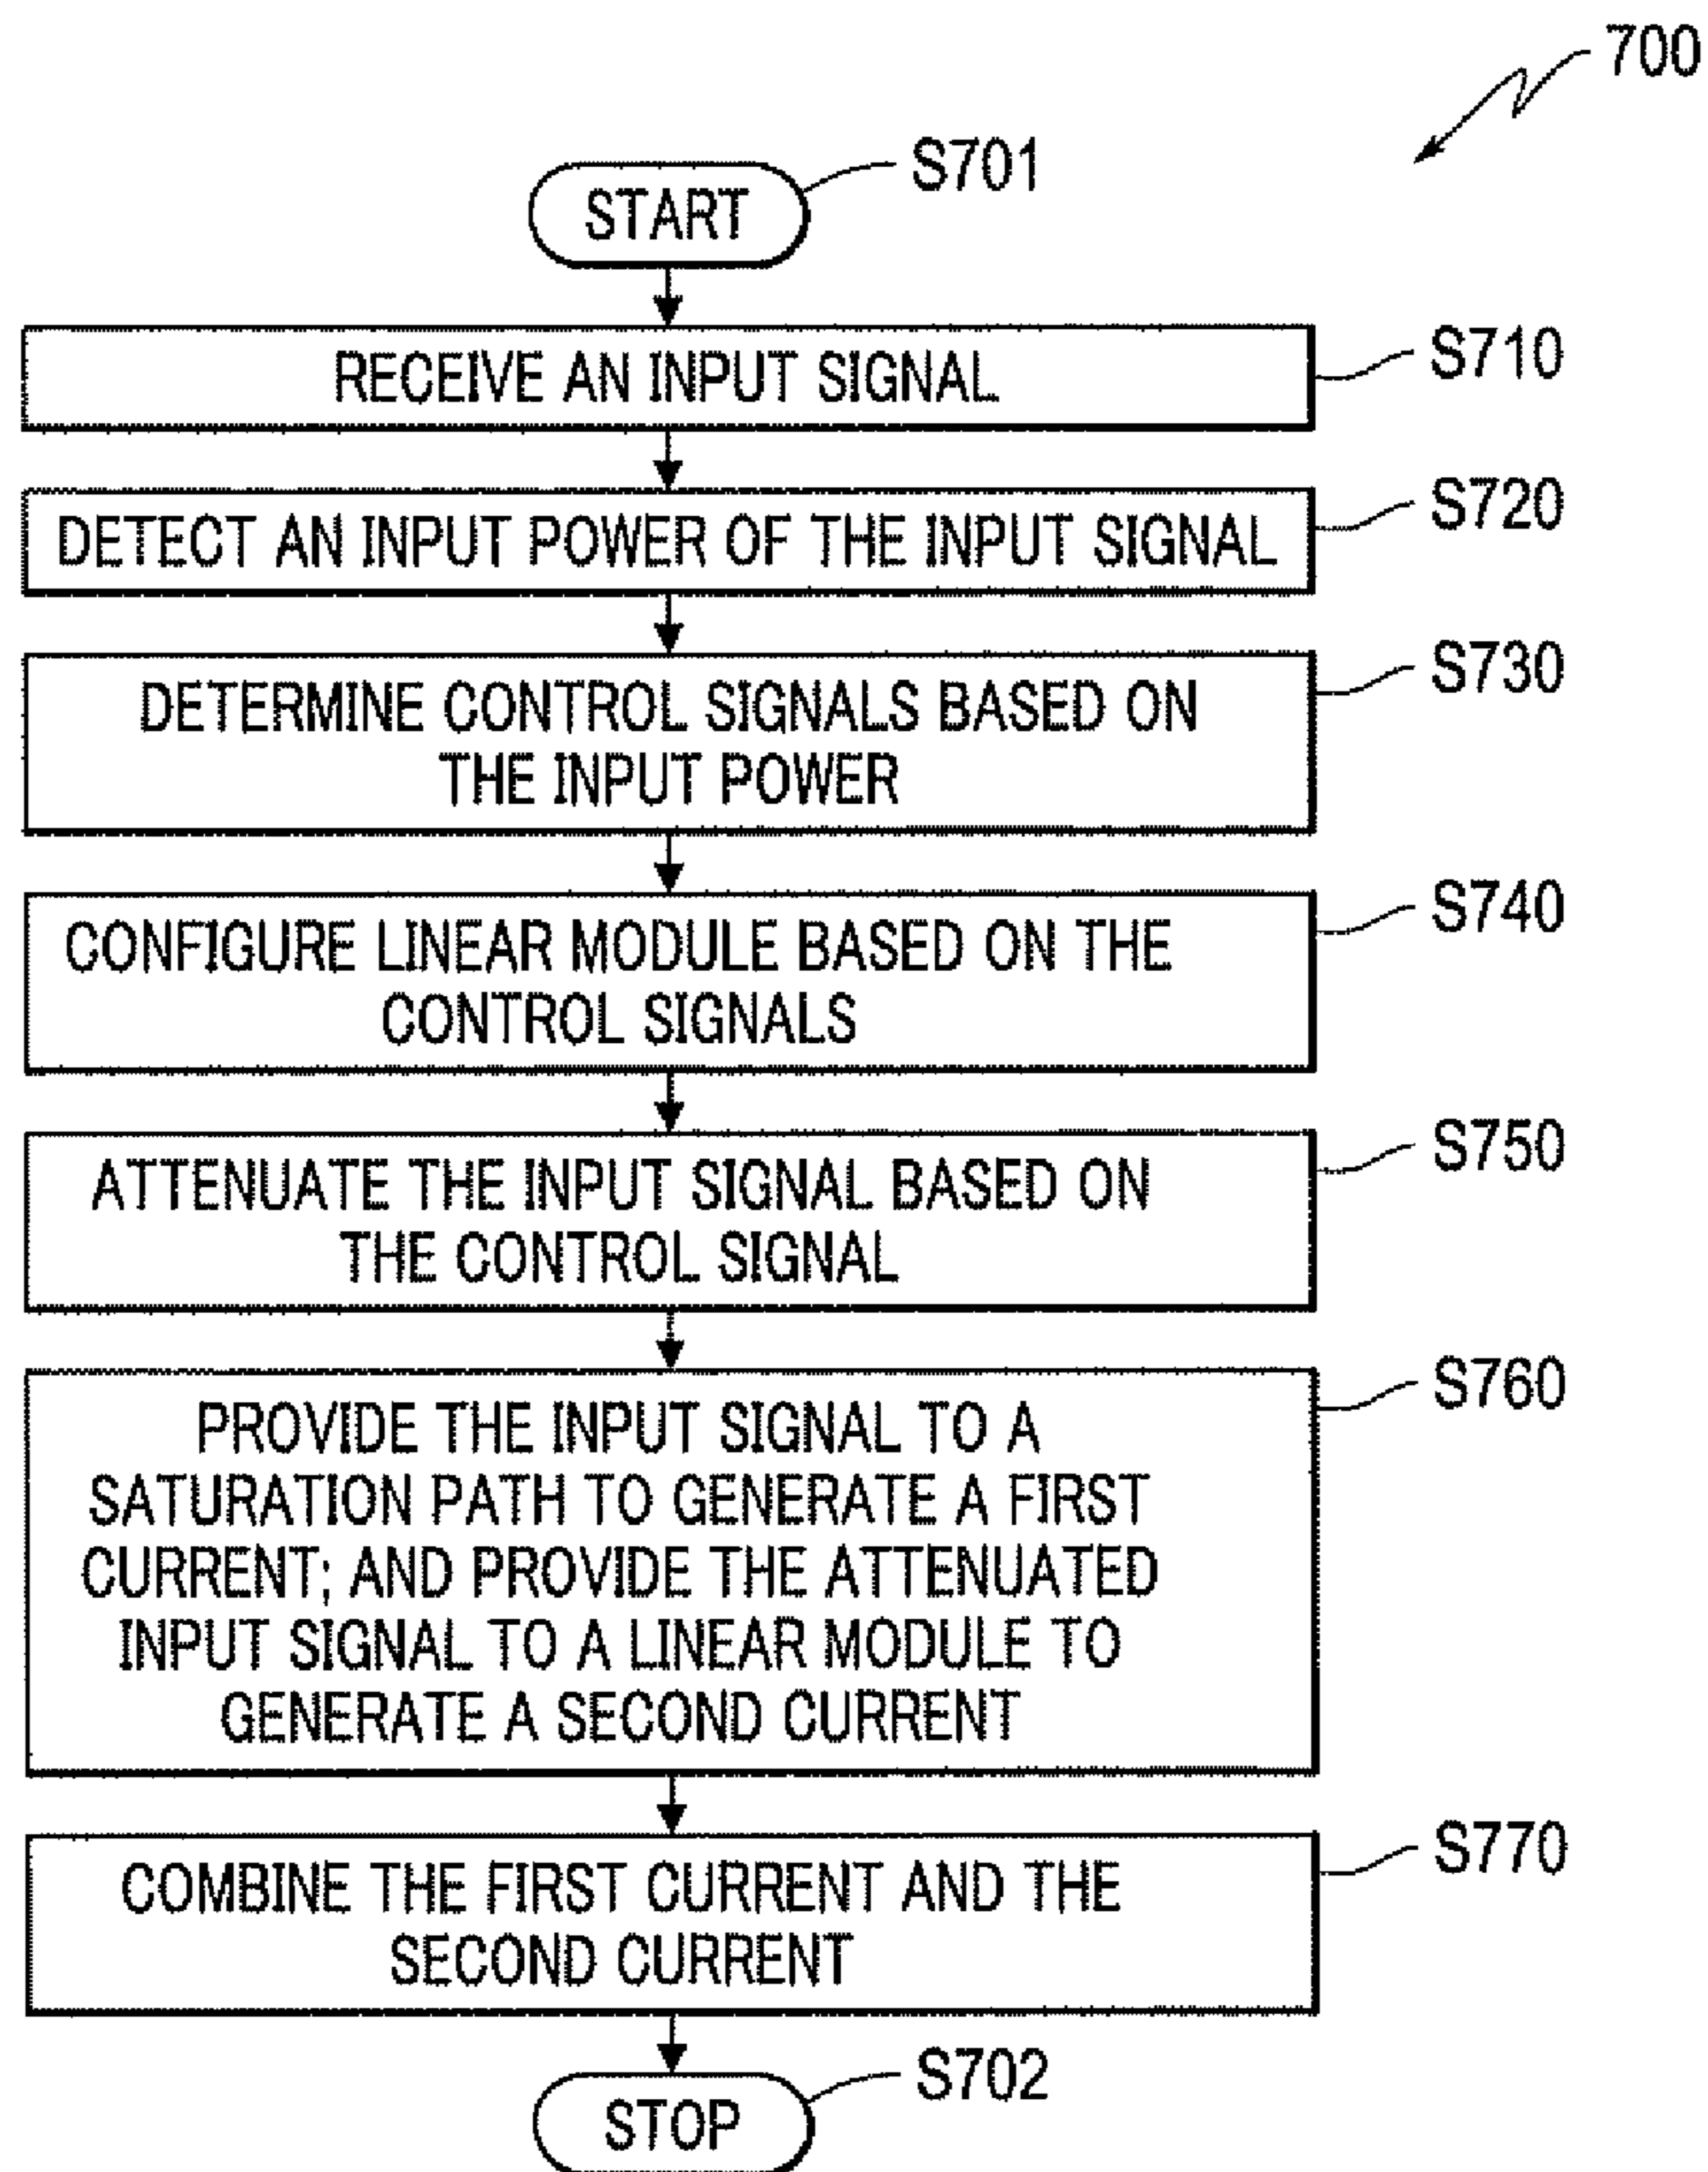 700
START
S701
RECEIVE AN INPUT SIGNAL
S710
DETECT AN INPUT POWER OF THE INPUT SIGNAL
S720
DETERMINE CONTROL SIGNALS BASED ON
THE INPUT POWER
S730
CONFIGURE LINEAR MODULE BASED ON THE
CONTROL SIGNALS
S740
ATTENUATE THE INPUT SIGNAL BASED ON
THE CONTROL SIGNAL
S750
PROVIDE THE INPUT SIGNAL TO A
SATURATION PATH TO GENERATE A FIRST
CURRENT; AND PROVIDE THE ATTENUATED
INPUT SIGNAL TO A LINEAR MODULE TO
GENERATE A SECOND CURRENT
S760
COMBINE THE FIRST CURRENT AND THE
SECOND CURRENT
S770
STOP
S702